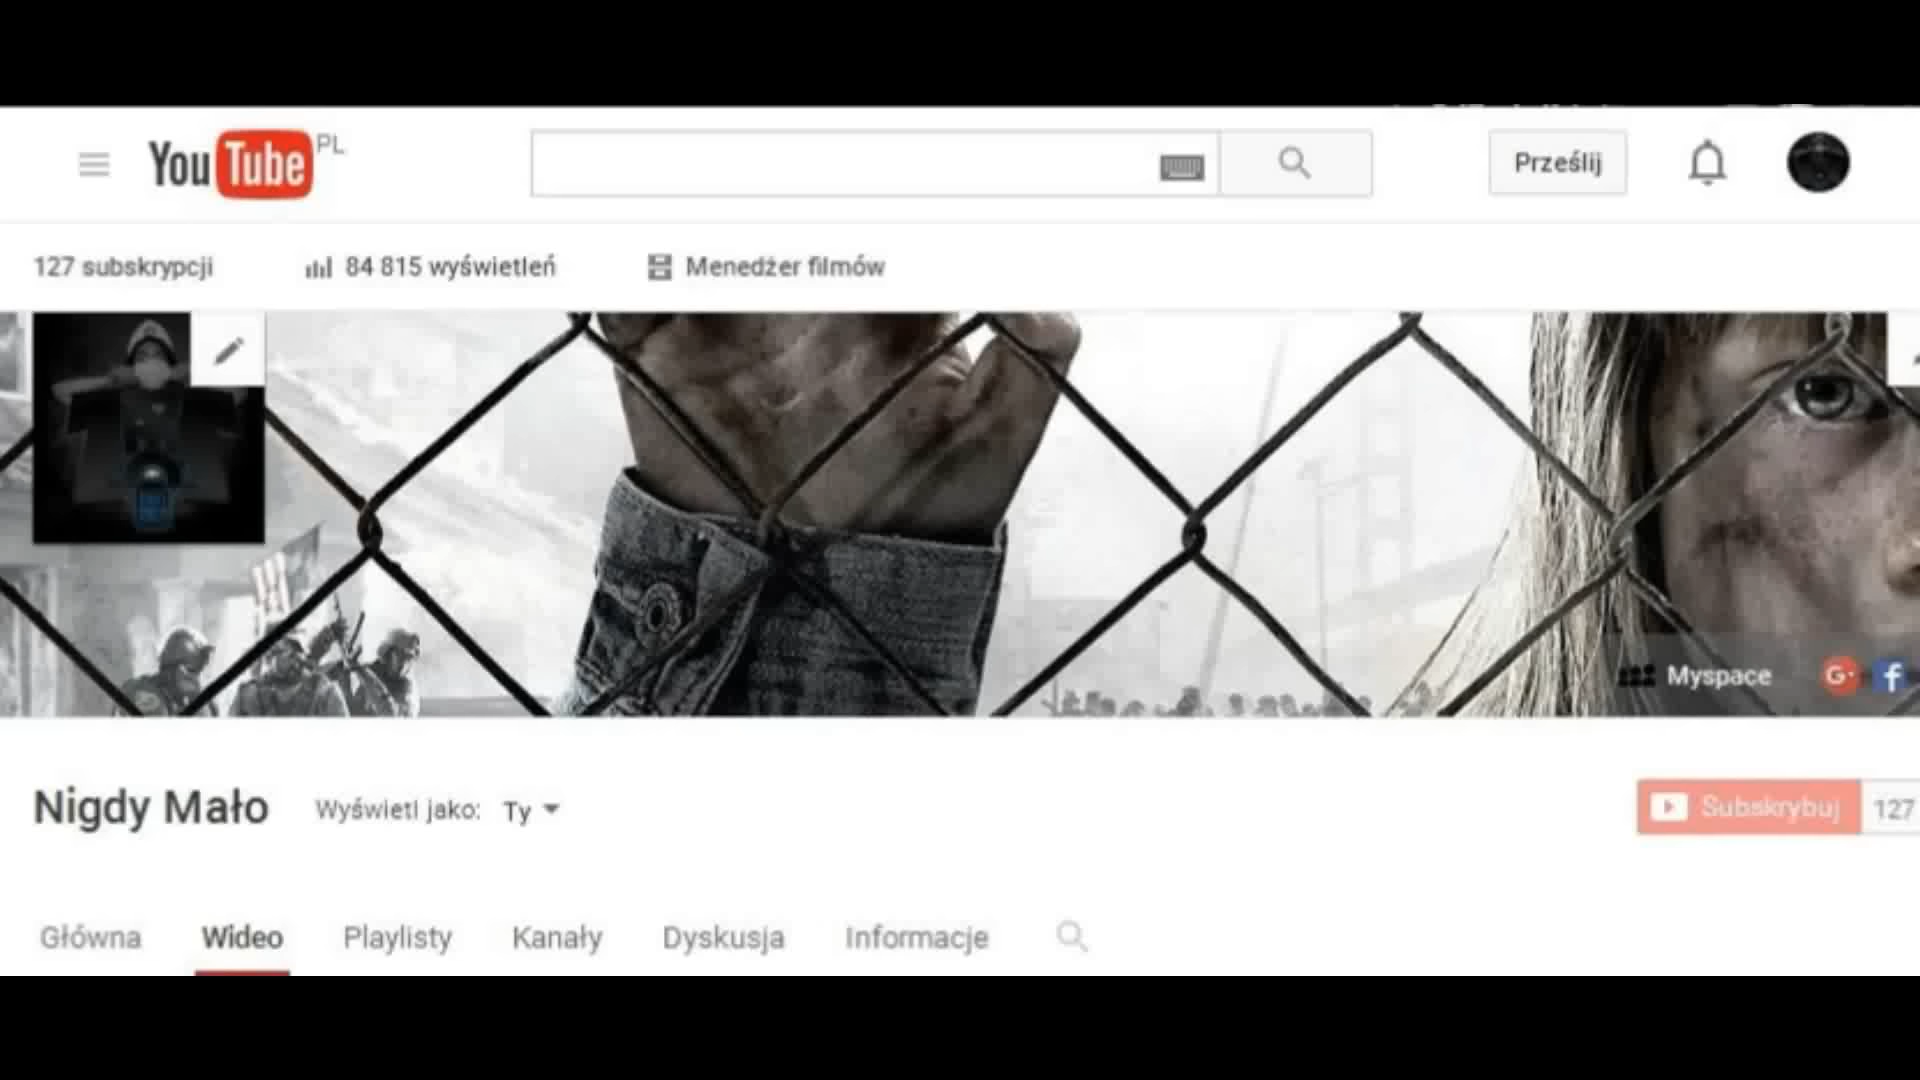 YouTube PL
Prześlij
127 subskrypcji
84 815 wyświetleń
Menedżer filmów
Myspace
G+ f
Nigdy Mało
Wyświetl jako: Ty
Subskrybuj 127
Główna Wideo Playlisty Kanały Dyskusja Informacje